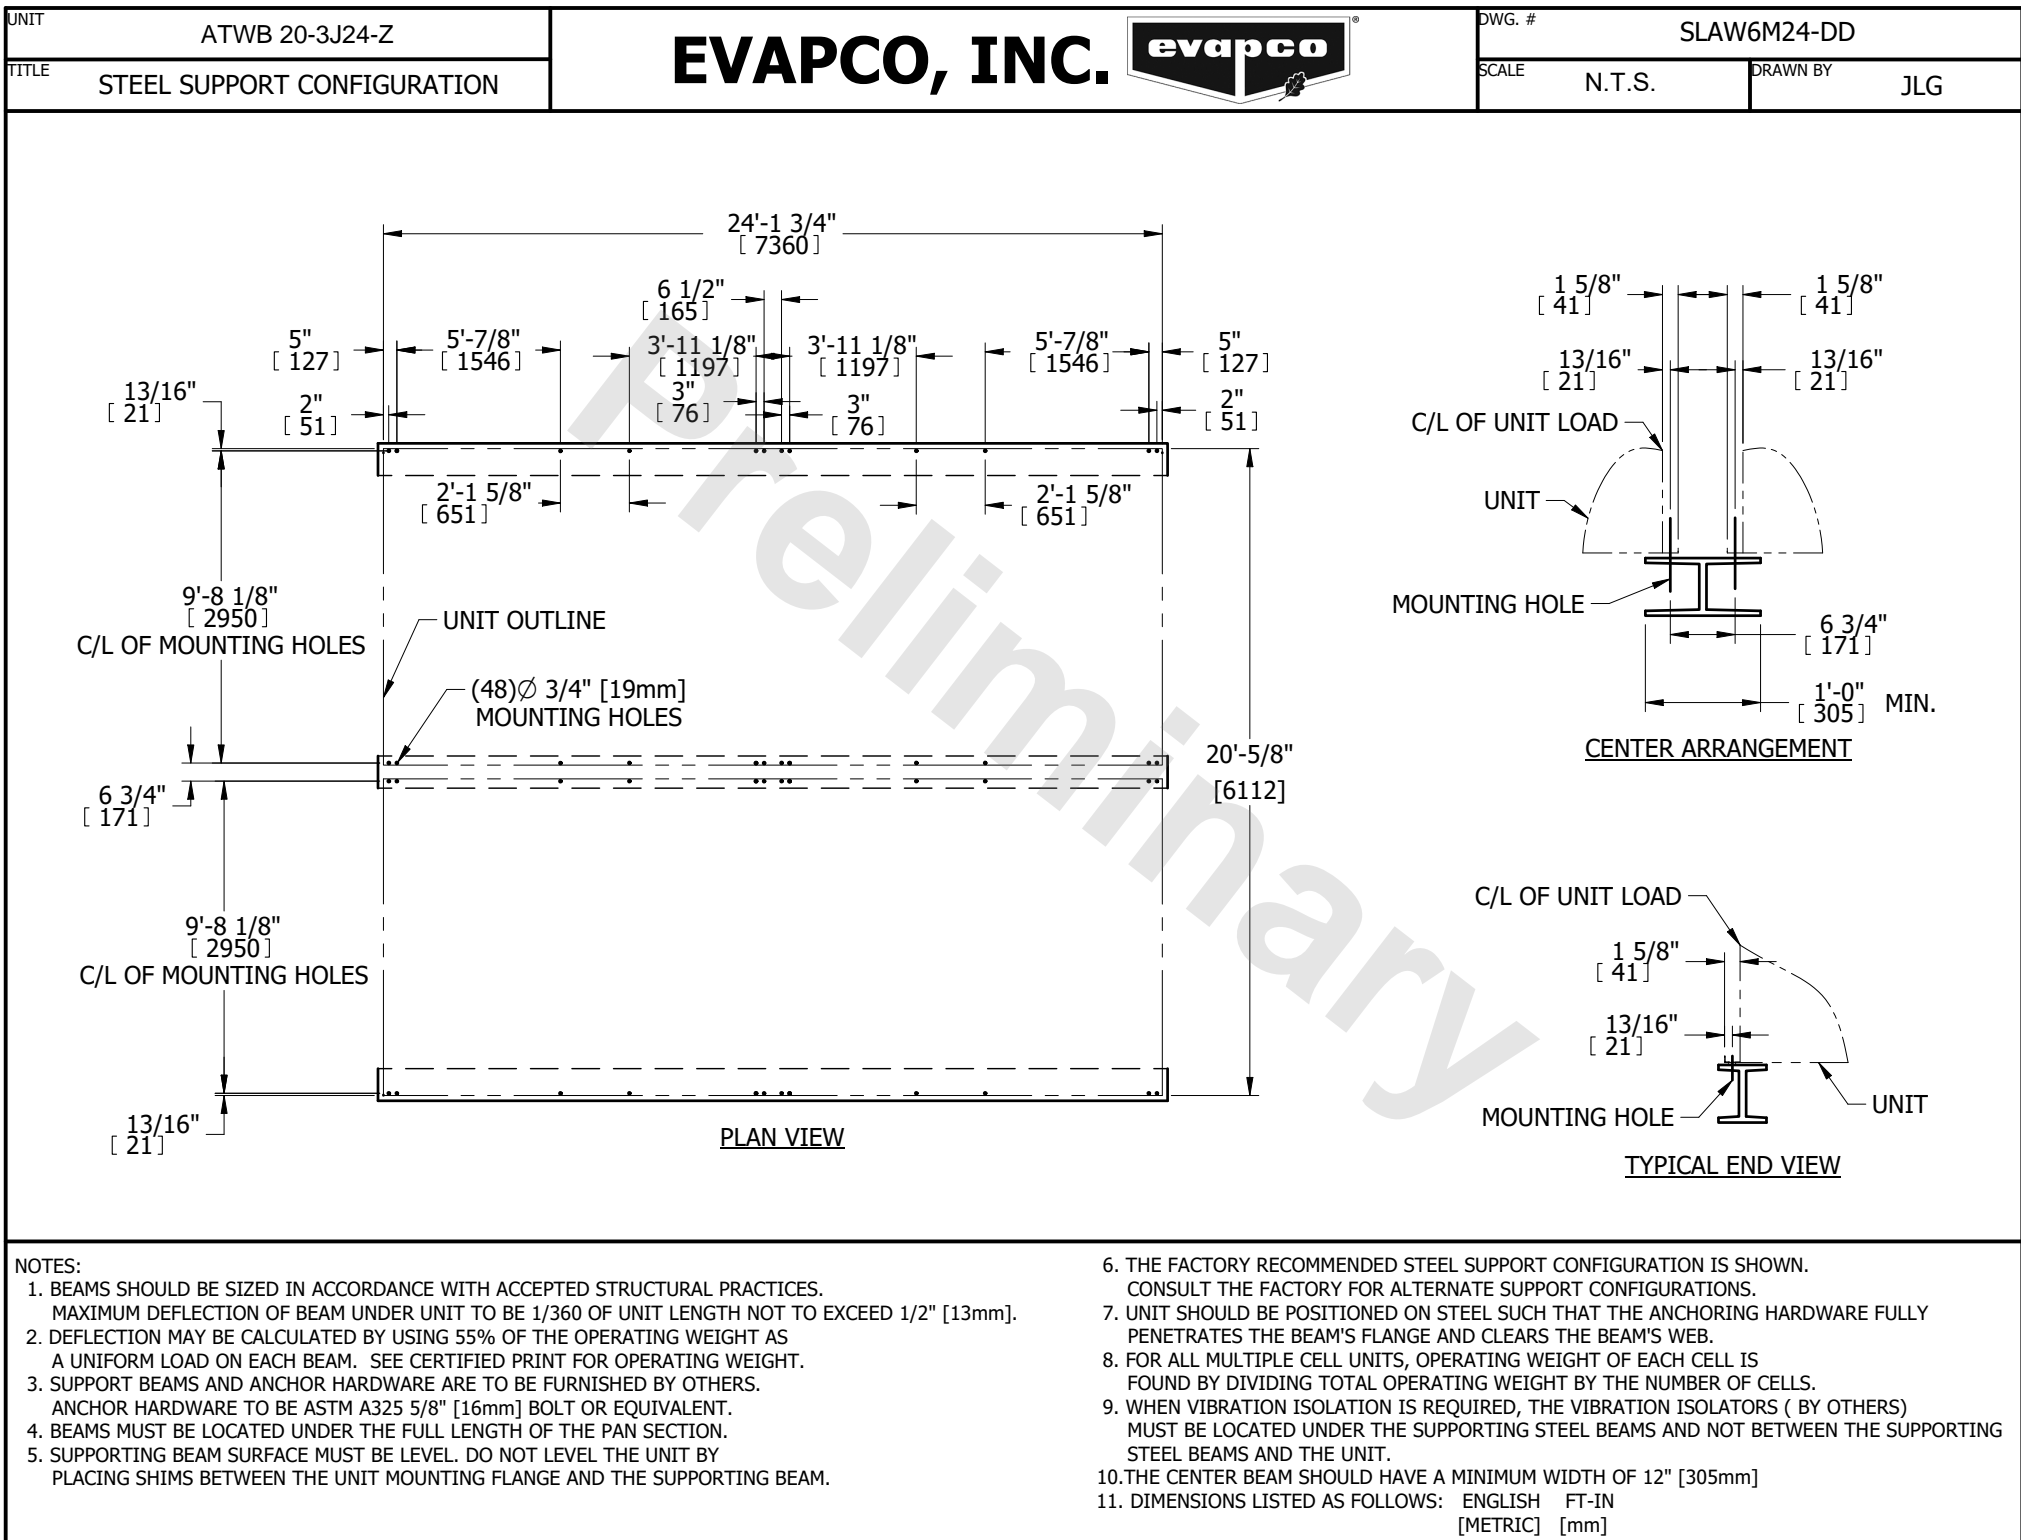 UNIT
ATWB 20-3J24-Z
TITLE
STEEL SUPPORT CONFIGURATION
EVAPCO, INC.
evapco
®
DWG. #
SLAW6M24-DD
SCALE
N.T.S.
DRAWN BY
JLG
24'-1 3/4"
[ 7360]
6 1/2"
[ 165]
5"
[ 127]
5'-7/8"
[ 1546]
3'-11 1/8"
[ 1197]
3'-11 1/8"
[ 1197]
5'-7/8"
[ 1546]
5"
[ 127]
13/16"
[ 21]
2"
[ 51]
3"
[ 76]
3"
[ 76]
2"
[ 51]
2'-1 5/8"
[ 651]
2'-1 5/8"
[ 651]
9'-8 1/8"
[ 2950]
C/L OF MOUNTING HOLES
UNIT OUTLINE
(48)Ø 3/4" [19mm]
MOUNTING HOLES
6 3/4"
[ 171]
20'-5/8"
[6112]
9'-8 1/8"
[ 2950]
C/L OF MOUNTING HOLES
13/16"
[ 21]
PLAN VIEW
Preliminary
1 5/8"
[ 41]
1 5/8"
[ 41]
13/16"
[ 21]
13/16"
[ 21]
C/L OF UNIT LOAD
UNIT
MOUNTING HOLE
6 3/4"
[ 171]
1'-0"
[ 305] MIN.
CENTER ARRANGEMENT
C/L OF UNIT LOAD
1 5/8"
[ 41]
13/16"
[ 21]
MOUNTING HOLE
UNIT
TYPICAL END VIEW
NOTES:
1. BEAMS SHOULD BE SIZED IN ACCORDANCE WITH ACCEPTED STRUCTURAL PRACTICES.
MAXIMUM DEFLECTION OF BEAM UNDER UNIT TO BE 1/360 OF UNIT LENGTH NOT TO EXCEED 1/2" [13mm].
2. DEFLECTION MAY BE CALCULATED BY USING 55% OF THE OPERATING WEIGHT AS
A UNIFORM LOAD ON EACH BEAM. SEE CERTIFIED PRINT FOR OPERATING WEIGHT.
3. SUPPORT BEAMS AND ANCHOR HARDWARE ARE TO BE FURNISHED BY OTHERS.
ANCHOR HARDWARE TO BE ASTM A325 5/8" [16mm] BOLT OR EQUIVALENT.
4. BEAMS MUST BE LOCATED UNDER THE FULL LENGTH OF THE PAN SECTION.
5. SUPPORTING BEAM SURFACE MUST BE LEVEL. DO NOT LEVEL THE UNIT BY
PLACING SHIMS BETWEEN THE UNIT MOUNTING FLANGE AND THE SUPPORTING BEAM.
6. THE FACTORY RECOMMENDED STEEL SUPPORT CONFIGURATION IS SHOWN.
CONSULT THE FACTORY FOR ALTERNATE SUPPORT CONFIGURATIONS.
7. UNIT SHOULD BE POSITIONED ON STEEL SUCH THAT THE ANCHORING HARDWARE FULLY
PENETRATES THE BEAM'S FLANGE AND CLEARS THE BEAM'S WEB.
8. FOR ALL MULTIPLE CELL UNITS, OPERATING WEIGHT OF EACH CELL IS
FOUND BY DIVIDING TOTAL OPERATING WEIGHT BY THE NUMBER OF CELLS.
9. WHEN VIBRATION ISOLATION IS REQUIRED, THE VIBRATION ISOLATORS ( BY OTHERS)
MUST BE LOCATED UNDER THE SUPPORTING STEEL BEAMS AND NOT BETWEEN THE SUPPORTING
STEEL BEAMS AND THE UNIT.
10.THE CENTER BEAM SHOULD HAVE A MINIMUM WIDTH OF 12" [305mm]
11. DIMENSIONS LISTED AS FOLLOWS: ENGLISH FT-IN
[METRIC] [mm]